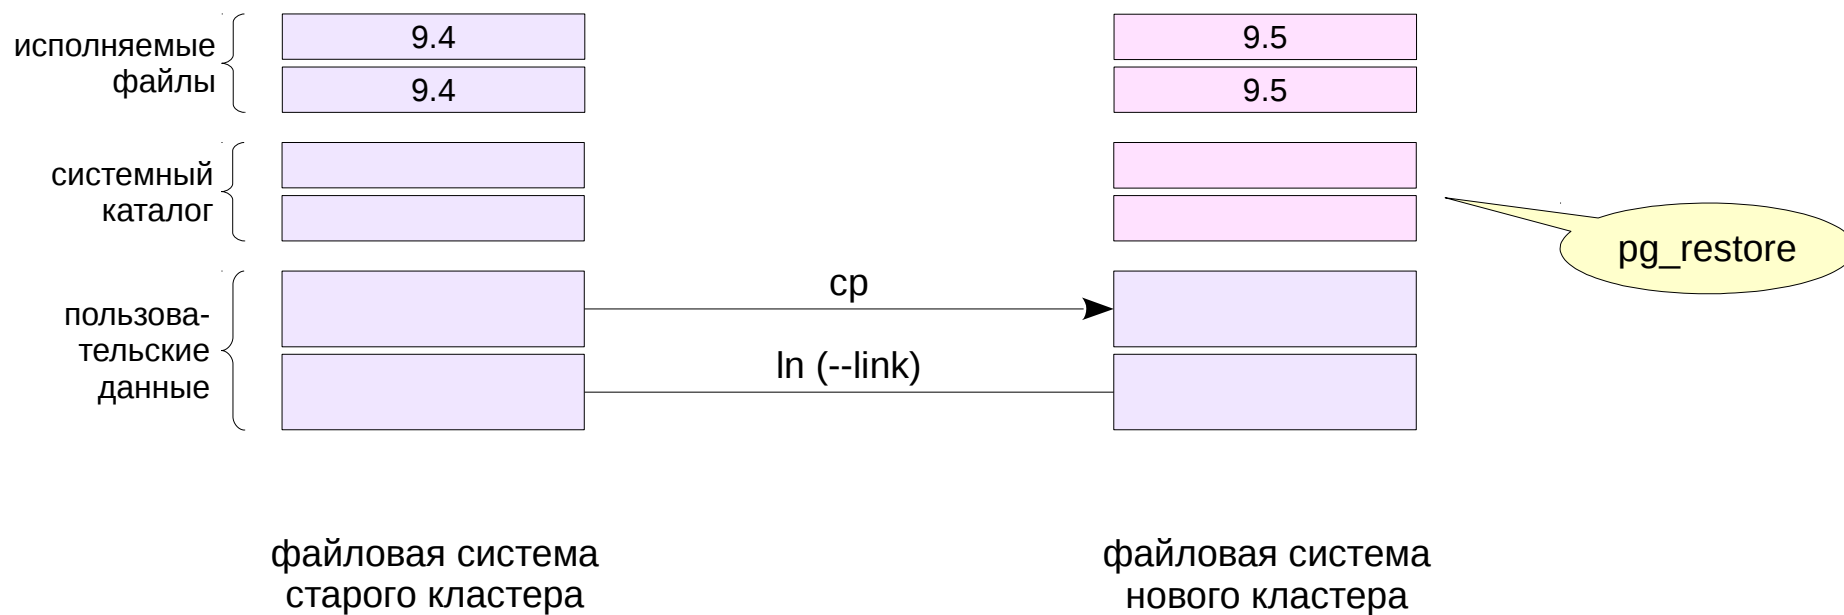 исполняемые
файлы
9.4
9.4
9.5
9.5
системный
каталог
pg_restore
пользова-
тельские
данные
cp
ln (--link)
файловая система
старого кластера
файловая система
нового кластера